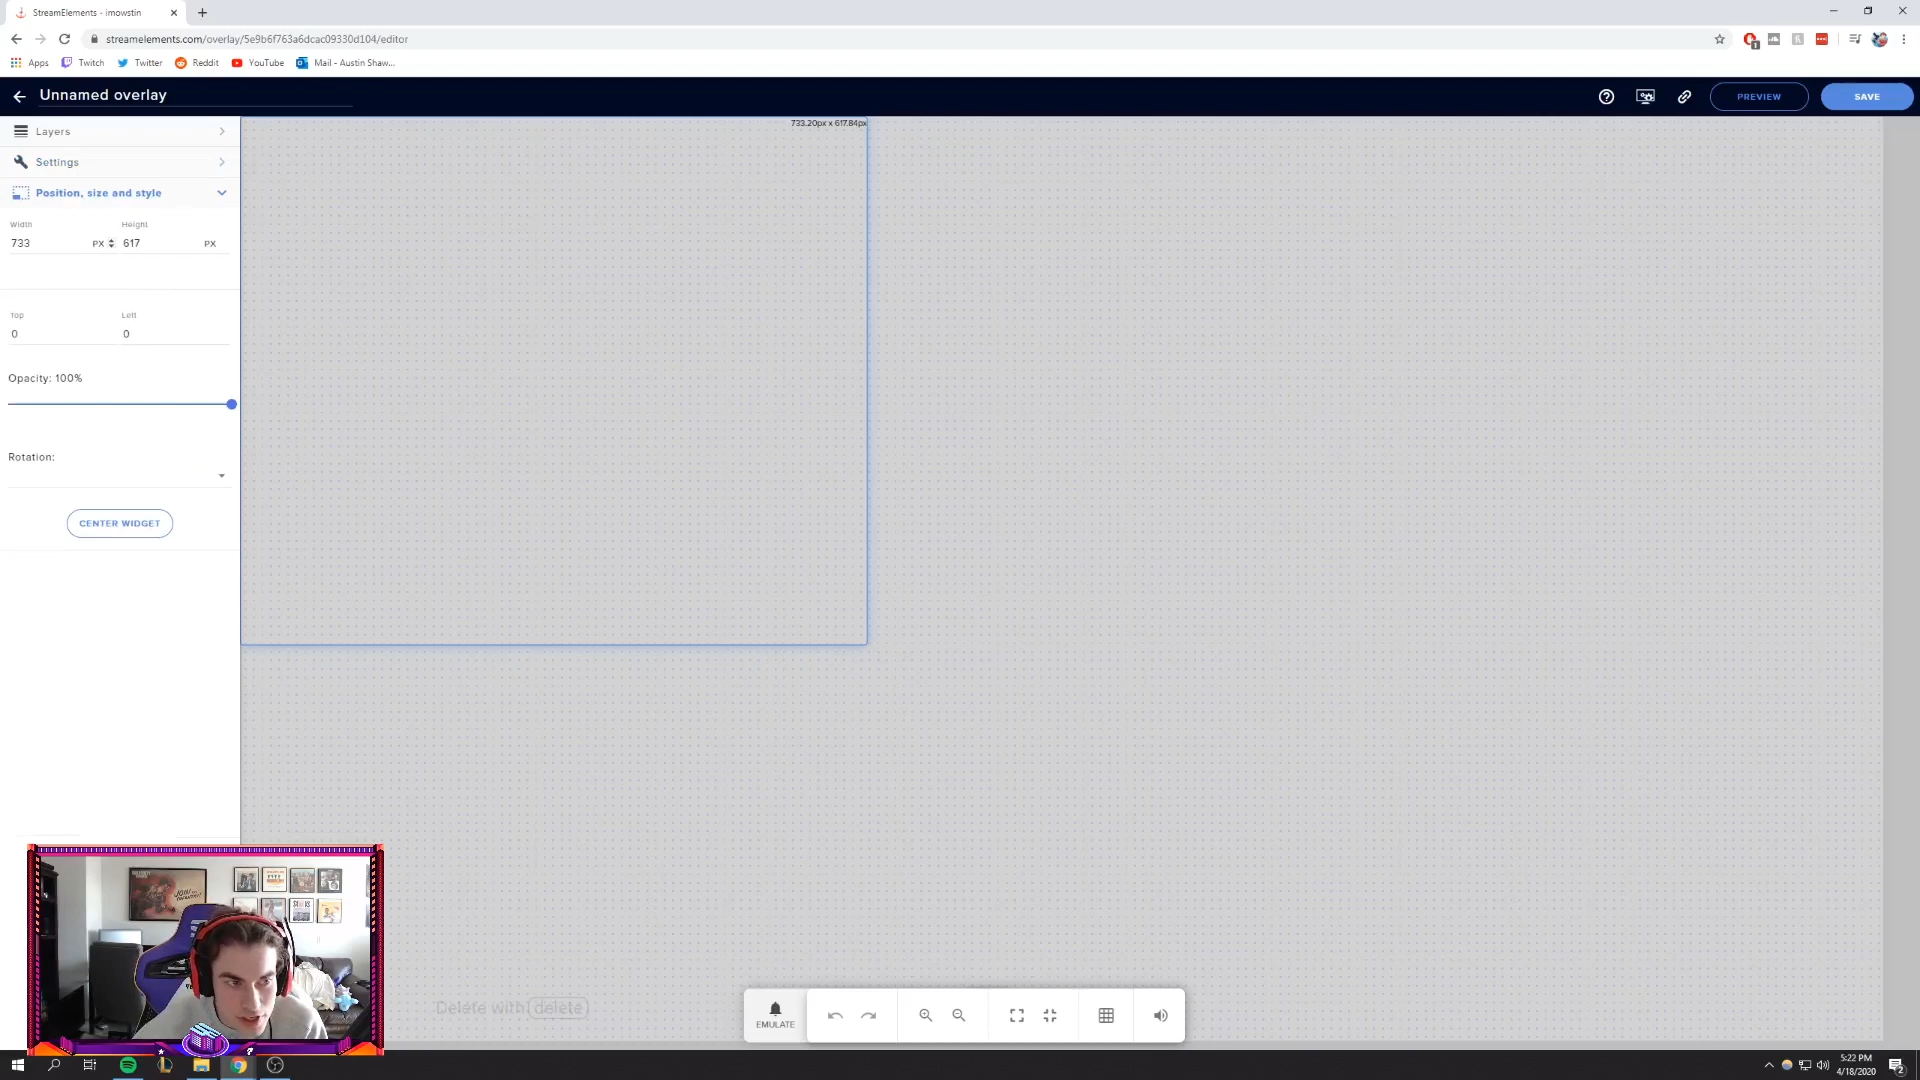 StreamElements - imowstin
streamelements.com/overlay/5e9b6f763a6dcac09330d104/editor
Apps Twitch Twitter Reddit YouTube Mail - Austin Shaw...
Unnamed overlay
PREVIEW
SAVE
Layers
733.20px x 617.84px
Settings
Position, size and style
Width Height
733 PX 617 PX
Top Left
0 0
Opacity: 100%
Rotation:
CENTER WIDGET
JOIN
Delete with delete
EMULATE
5:22 PM
4/18/2020
2